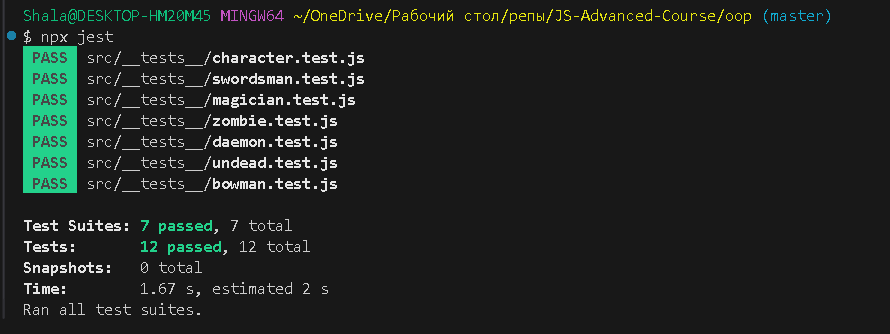 Shala@DESKTOP-HM20M45 MINGW64 ~/OneDrive/Рабочий стол/репы/JS-Advanced-Course/oop (master)
$ npx jest
PASS src/__tests__/character.test.js
PASS src/__tests__/swordsman.test.js
PASS src/__tests__/magician.test.js
PASS src/__tests__/zombie.test.js
PASS src/__tests__/daemon.test.js
PASS src/__tests__/undead.test.js
PASS src/__tests__/bowman.test.js
Test Suites: 7 passed, 7 total
Tests: 12 passed, 12 total
Snapshots: 0 total
Time: 1.67 s, estimated 2 s
Ran all test suites.